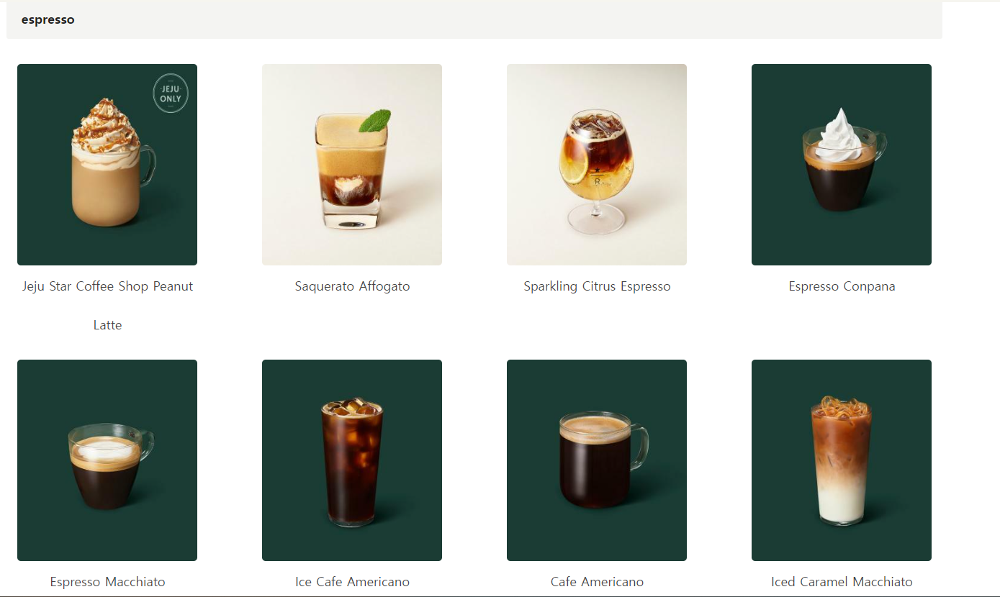 espresso
JEJU
ONLY
Jeju Star Coffee Shop Peanut
Latte
Saquerato Affogato
Sparkling Citrus Espresso
R
Espresso Conpana
Espresso Macchiato
Ice Cafe Americano
Cafe Americano
Iced Caramel Macchiato